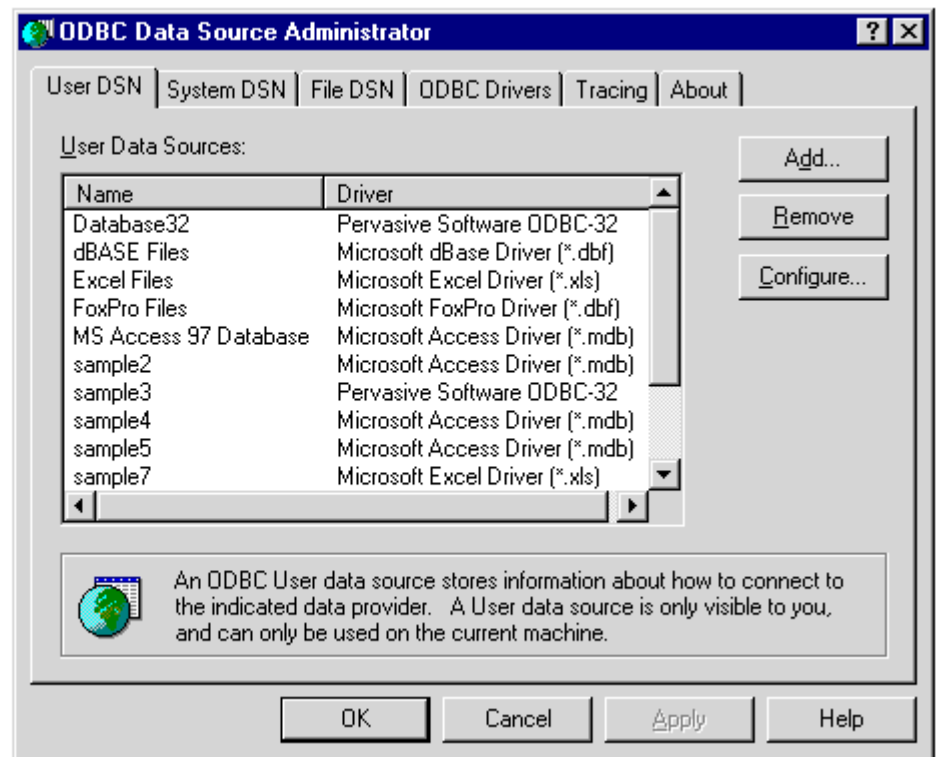 ODBC Data Source Administrator
User DSN System DSN File DSN ODBC Drivers Tracing About
User Data Sources:
Name Driver
Database32 Pervasive Software ODBC-32
dBASE Files Microsoft dBase Driver (*.dbf)
Excel Files Microsoft Excel Driver (*.xls)
FoxPro Files Microsoft FoxPro Driver (*.dbf)
MS Access 97 Database Microsoft Access Driver (*.mdb)
sample2 Microsoft Access Driver (*.mdb)
sample3 Pervasive Software ODBC-32
sample4 Microsoft Access Driver (*.mdb)
sample5 Microsoft Access Driver (*.mdb)
sample7 Microsoft Excel Driver (*.xls)
Add...
Remove
Configure...
An ODBC User data source stores information about how to connect to
the indicated data provider. A User data source is only visible to you,
and can only be used on the current machine.
OK Cancel Apply Help